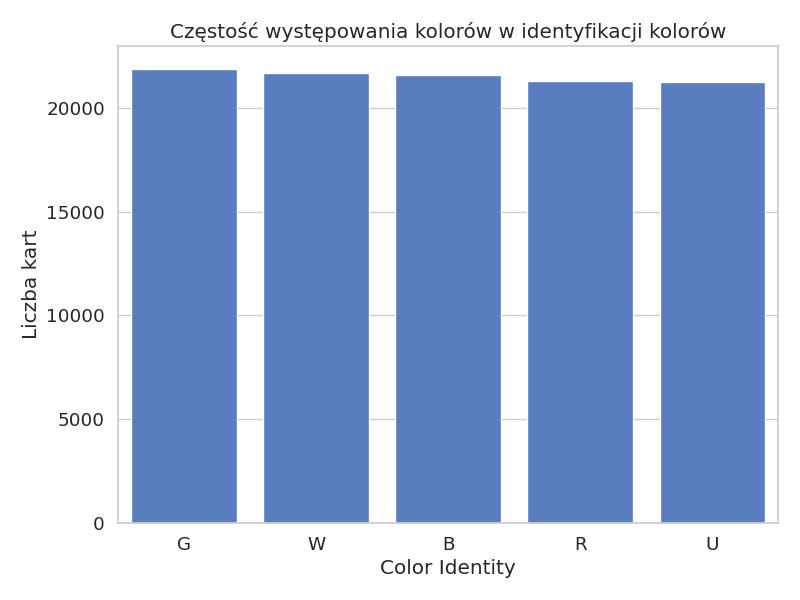 Częstość występowania kolorów w identyfikacji kolorów
20000
15000
10000
5000
0
Liczba kart
G W B R U
Color Identity